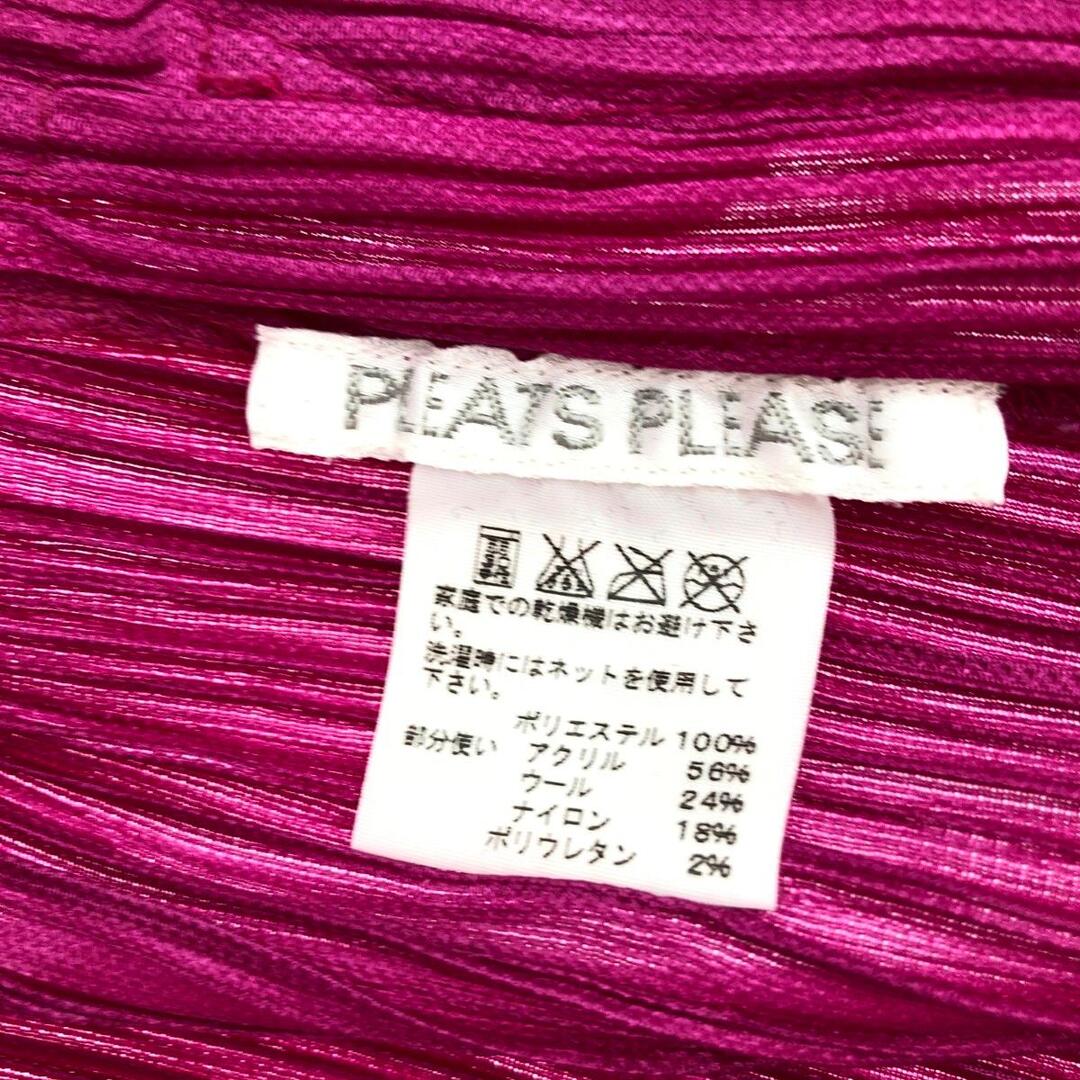 PLEATS PLEASE
家庭での乾燥機はお避け下さ
い。
洗濯時にはネットを使用して
下さい。
ポリエステル 100%
部分使い アクリル 56%
ウール 24%
ナイロン 18%
ポリウレタン 2%